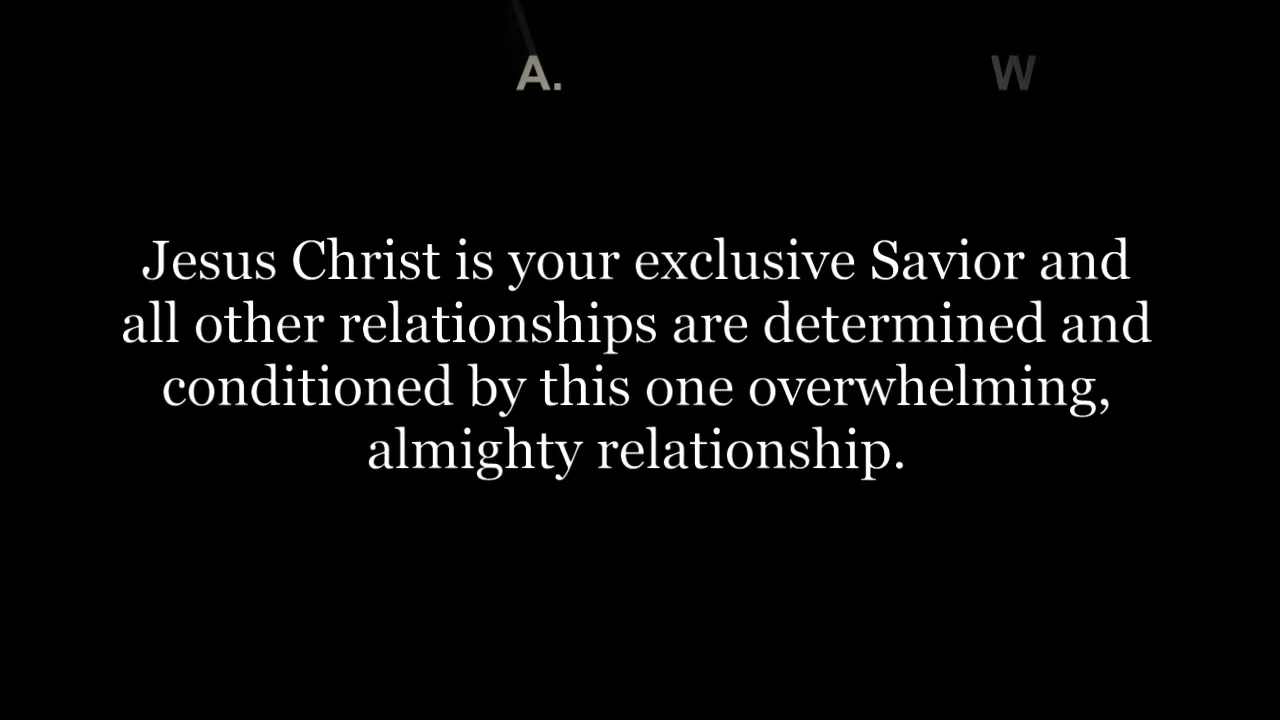 A. W
Jesus Christ is your exclusive Savior and
all other relationships are determined and
conditioned by this one overwhelming,
almighty relationship.